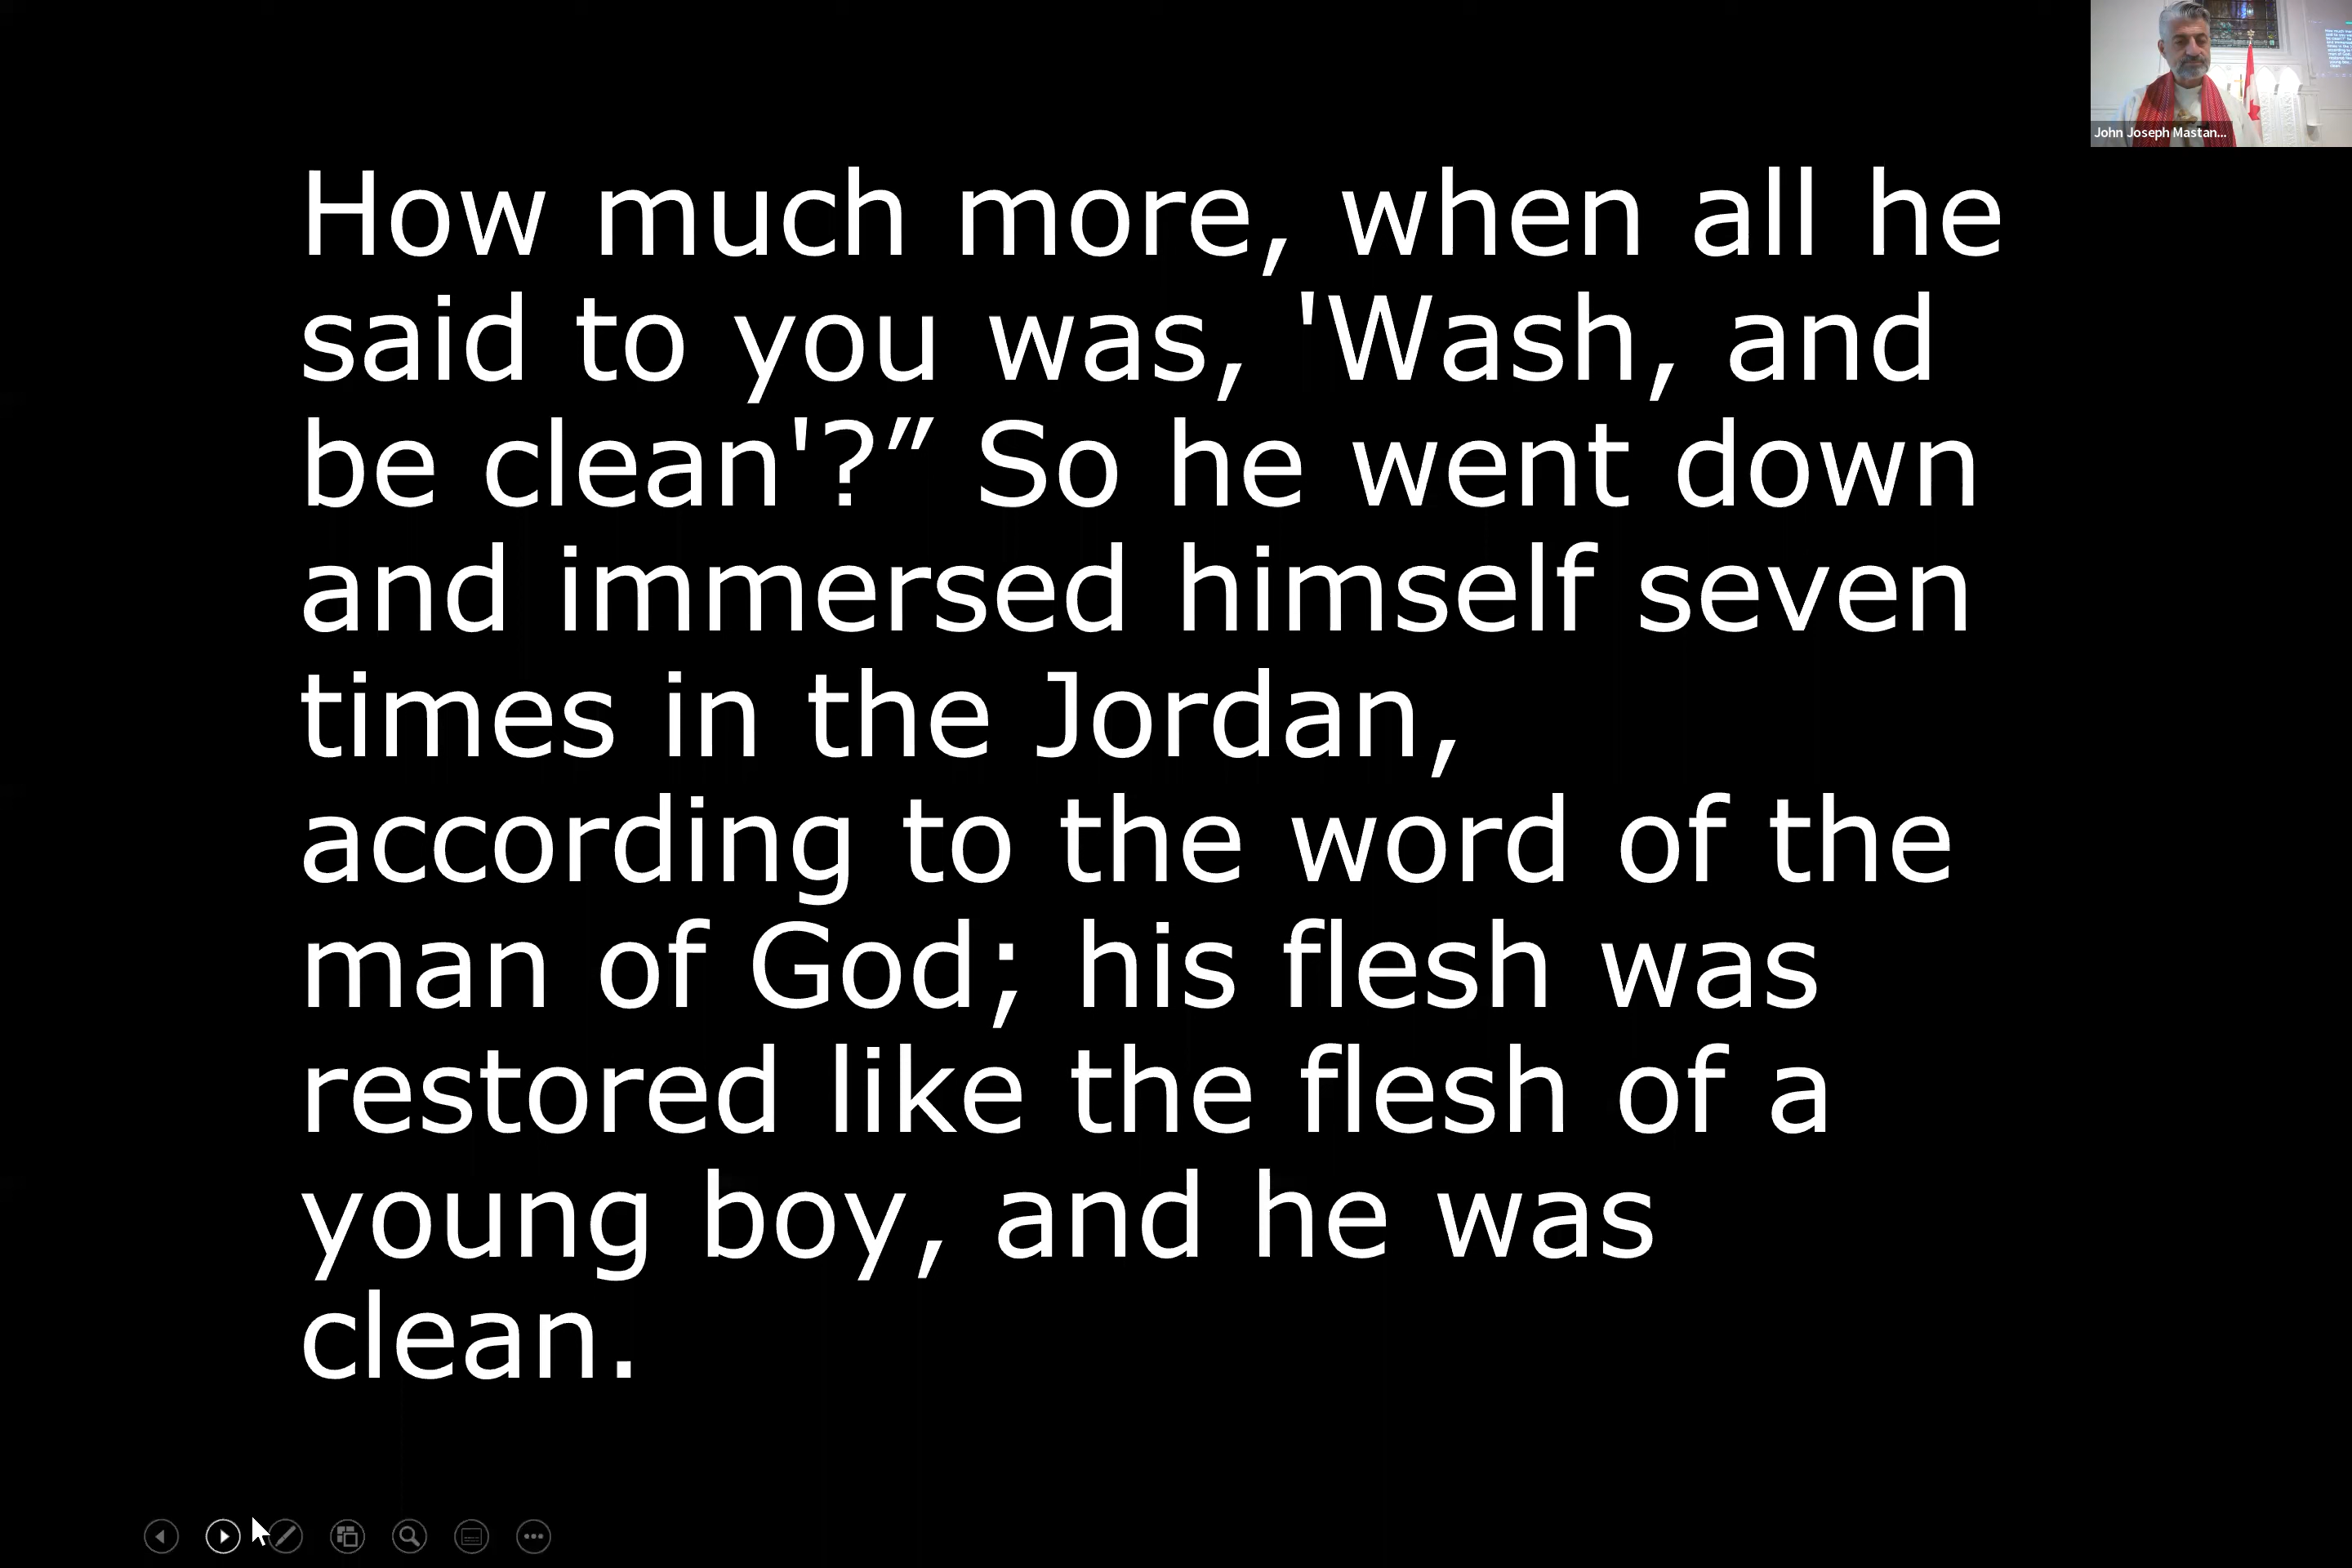 How much more, when all he
said to you was, 'Wash, and
be clean'?” So he went down
and immersed himself seven
times in the Jordan,
according to the word of the
man of God; his flesh was
restored like the flesh of a
young boy, and he was
clean.
John Joseph Mastan...